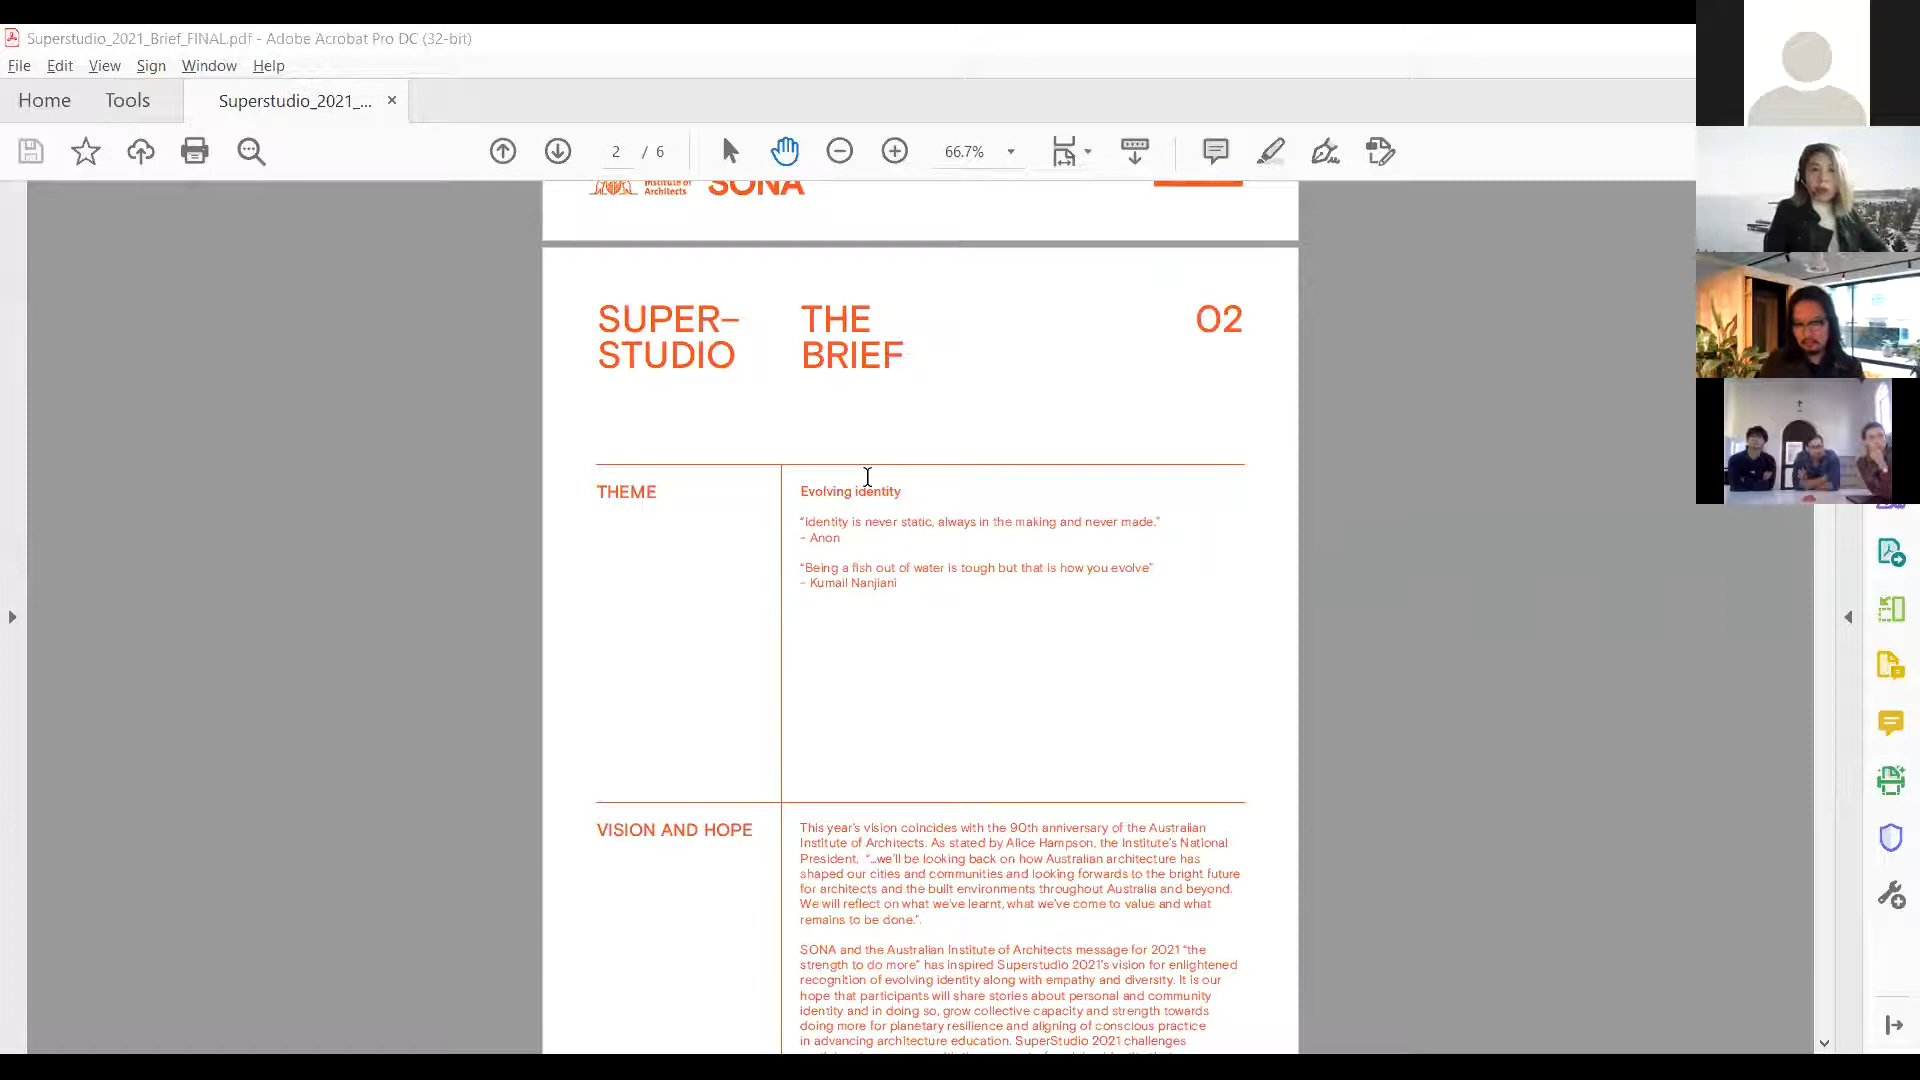 Superstudio_2021_Brief_FINAL.pdf - Adobe Acrobat Pro DC (32-bit)
File Edit View Sign Window Help
Home Tools Superstudio_2021_... ×
2 / 6 66.7%
Institute of
Architects
SONA
SUPER–
STUDIO
THE
BRIEF
02
THEME
Evolving identity
“Identity is never static, always in the making and never made.”
- Anon
“Being a fish out of water is tough but that is how you evolve”
- Kumail Nanjiani
VISION AND HOPE
This year’s vision coincides with the 90th anniversary of the Australian
Institute of Architects. As stated by Alice Hampson, the Institute’s National
President, “...we’ll be looking back on how Australian architecture has
shaped our cities and communities and looking forwards to the bright future
for architects and the built environments throughout Australia and beyond.
We will reflect on what we’ve learnt, what we’ve come to value and what
remains to be done.”.
SONA and the Australian Institute of Architects message for 2021 “the
strength to do more” has inspired Superstudio 2021’s vision for enlightened
recognition of evolving identity along with empathy and diversity. It is our
hope that participants will share stories about personal and community
identity and in doing so, grow collective capacity and strength towards
doing more for planetary resilience and aligning of conscious practice
in advancing architecture education. SuperStudio 2021 challenges